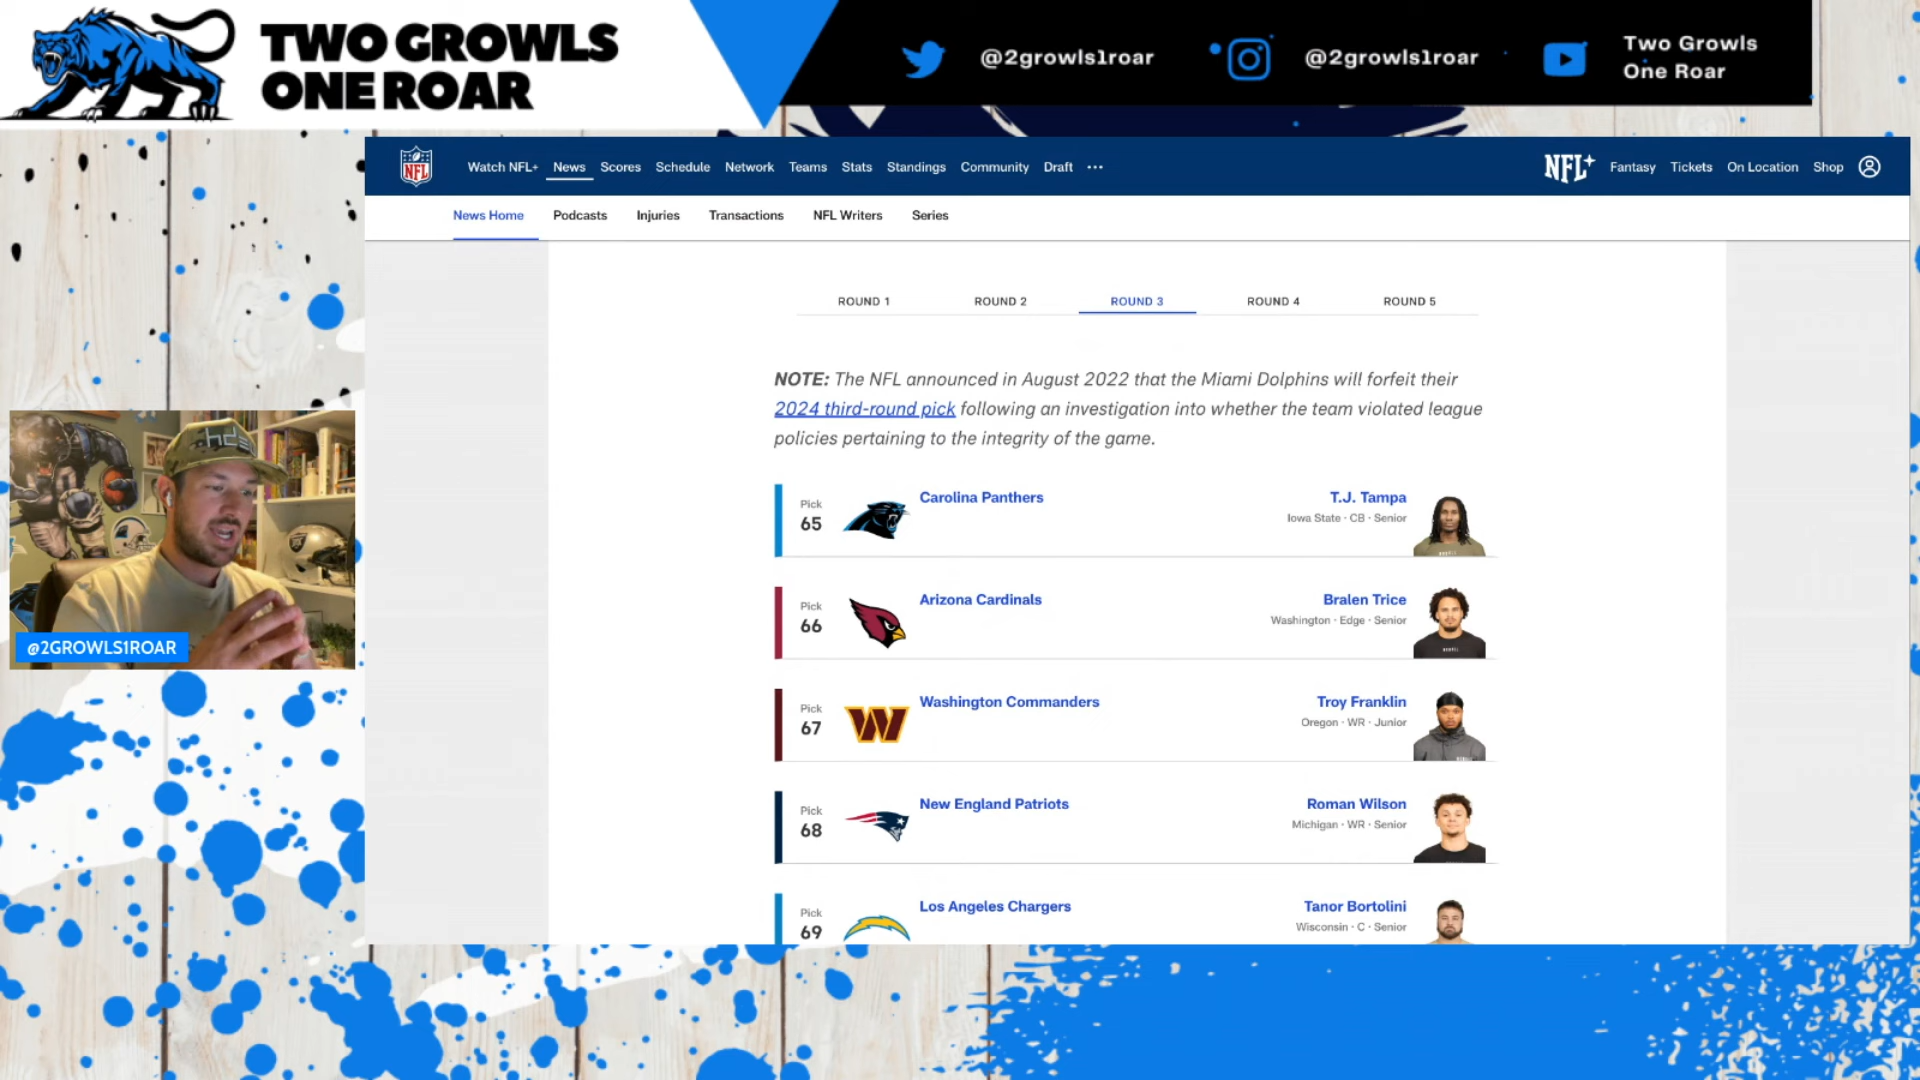 TWO GROWLS
ONE ROAR
@2growls1roar
@2growls1roar
Two Growls
One Roar
NFL
Watch NFL+ News Scores Schedule Network Teams Stats Standings Community Draft ...
NFL+ Fantasy Tickets On Location Shop
News Home Podcasts Injuries Transactions NFL Writers Series
ROUND 1 ROUND 2 ROUND 3 ROUND 4 ROUND 5
NOTE: The NFL announced in August 2022 that the Miami Dolphins will forfeit their
2024 third-round pick following an investigation into whether the team violated league
policies pertaining to the integrity of the game.
Pick
65
Carolina Panthers
T.J. Tampa
Iowa State · CB · Senior
Pick
66
Arizona Cardinals
Bralen Trice
Washington · Edge · Senior
Pick
67
Washington Commanders
Troy Franklin
Oregon · WR · Junior
Pick
68
New England Patriots
Roman Wilson
Michigan · WR · Senior
Pick
69
Los Angeles Chargers
Tanor Bortolini
Wisconsin · C · Senior
@2GROWLS1ROAR